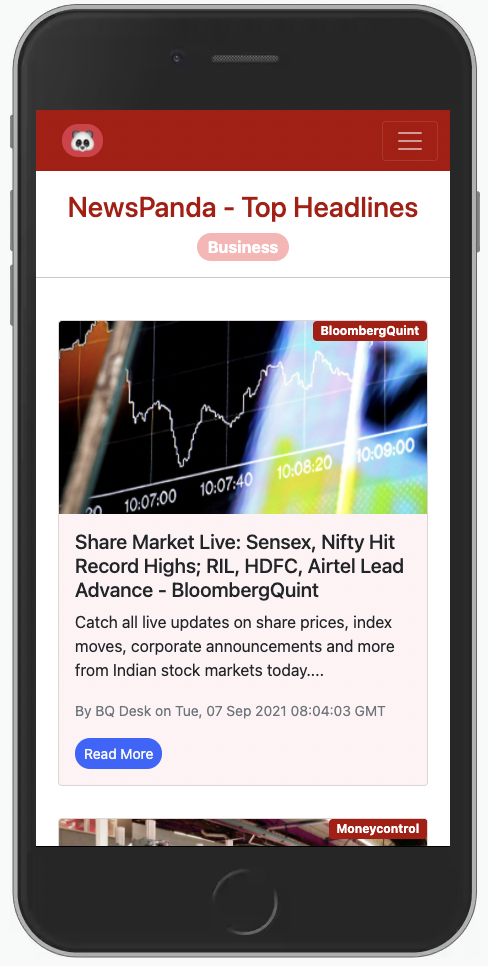 NewsPanda - Top Headlines
Business
BloombergQuint
20 10:07:00 10:07:40 10:08:20 10:09:00
Share Market Live: Sensex, Nifty Hit
Record Highs; RIL, HDFC, Airtel Lead
Advance - BloombergQuint
Catch all live updates on share prices, index
moves, corporate announcements and more
from Indian stock markets today....
By BQ Desk on Tue, 07 Sep 2021 08:04:03 GMT
Read More
Moneycontrol